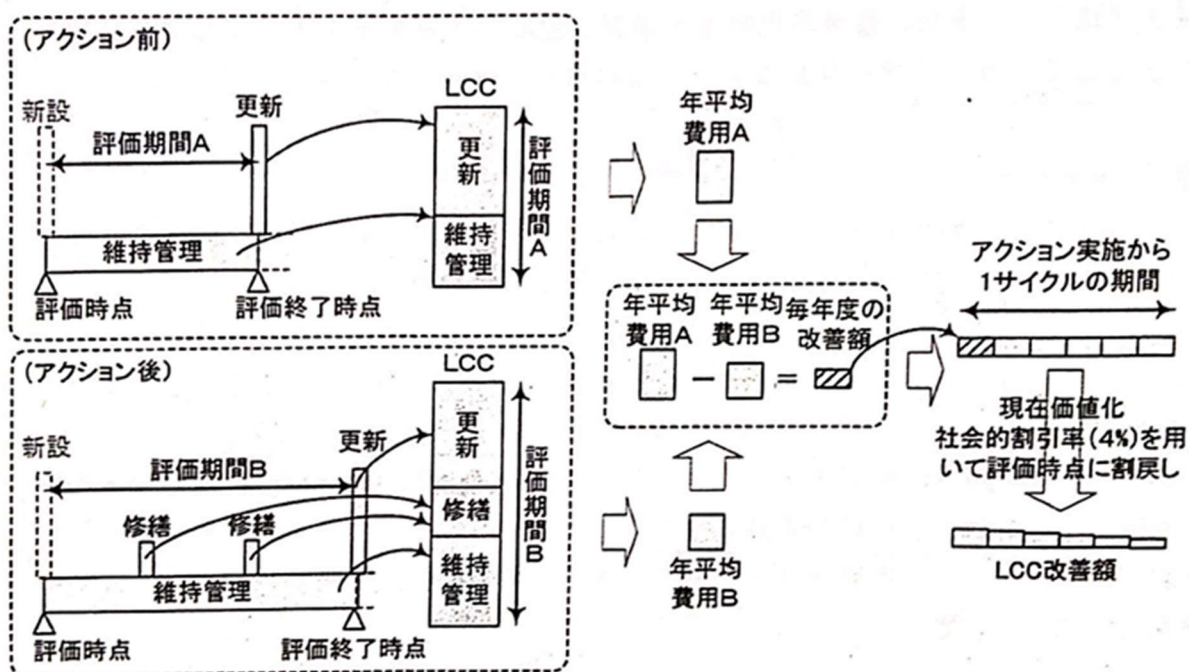 (アクション前)
LCC
新設
更新
評価期間A
更新
維持管理
評価期間A
維持管理
評価時点
評価終了時点
(アクション後)
LCC
新設
更新
評価期間B
修繕
修繕
更新
修繕
維持管理
評価期間B
維持管理
評価時点
評価終了時点
年平均
費用A
年平均
費用A
年平均
費用B
毎年度の
改善額
－
＝
年平均
費用B
アクション実施から
1サイクルの期間
現在価値化
社会的割引率(4%)を用
いて評価時点に割戻し
LCC改善額